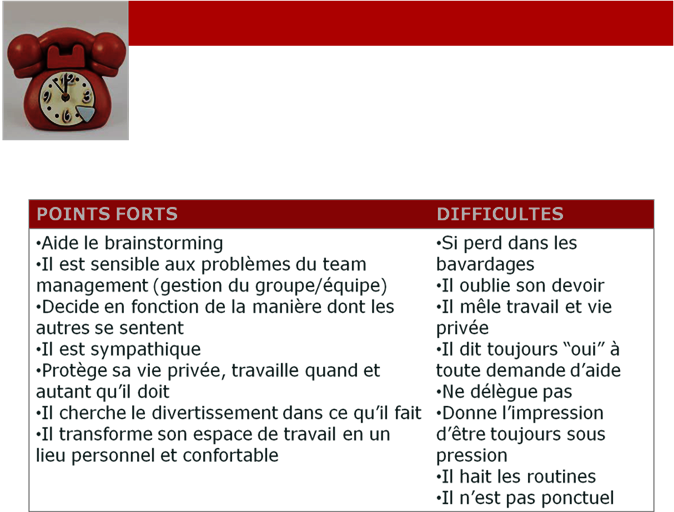 POINTS FORTS
•Aide le brainstorming
•Il est sensible aux problèmes du team
management (gestion du groupe/équipe)
•Decide en fonction de la manière dont les
autres se sentent
•Il est sympathique
•Protège sa vie privée, travaille quand et
autant qu’il doit
•Il cherche le divertissement dans ce qu’il fait
•Il transforme son espace de travail en un
lieu personnel et confortable
DIFFICULTES
•Si perd dans les
bavardages
•Il oublie son devoir
•Il mêle travail et vie
privée
•Il dit toujours “oui” à
toute demande d’aide
•Ne délègue pas
•Donne l’impression
d’être toujours sous
pression
•Il hait les routines
•Il n’est pas ponctuel